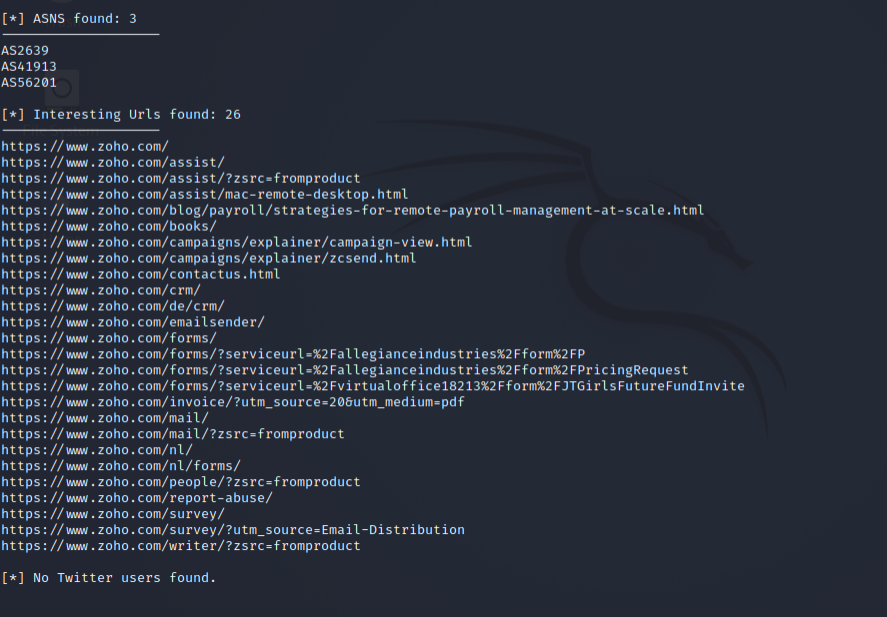 [*] ASNS found: 3
--------------------
AS2639
AS41913
AS56201
[*] Interesting Urls found: 26
--------------------
https://www.zoho.com/
https://www.zoho.com/assist/
https://www.zoho.com/assist/?zsrc=fromproduct
https://www.zoho.com/assist/mac-remote-desktop.html
https://www.zoho.com/blog/payroll/strategies-for-remote-payroll-management-at-scale.html
https://www.zoho.com/books/
https://www.zoho.com/campaigns/explainer/campaign-view.html
https://www.zoho.com/campaigns/explainer/zcsend.html
https://www.zoho.com/contactus.html
https://www.zoho.com/crm/
https://www.zoho.com/de/crm/
https://www.zoho.com/emailsender/
https://www.zoho.com/forms/
https://www.zoho.com/forms/?serviceurl=%2Fallegianceindustries%2Fform%2FP
https://www.zoho.com/forms/?serviceurl=%2Fallegianceindustries%2Fform%2FPricingRequest
https://www.zoho.com/forms/?serviceurl=%2Fvirtualoffice18213%2Fform%2FJTGirlsFutureFundInvite
https://www.zoho.com/invoice/?utm_source=20&utm_medium=pdf
https://www.zoho.com/mail/
https://www.zoho.com/mail/?zsrc=fromproduct
https://www.zoho.com/nl/
https://www.zoho.com/nl/forms/
https://www.zoho.com/people/?zsrc=fromproduct
https://www.zoho.com/report-abuse/
https://www.zoho.com/survey/
https://www.zoho.com/survey/?utm_source=Email-Distribution
https://www.zoho.com/writer/?zsrc=fromproduct
[*] No Twitter users found.